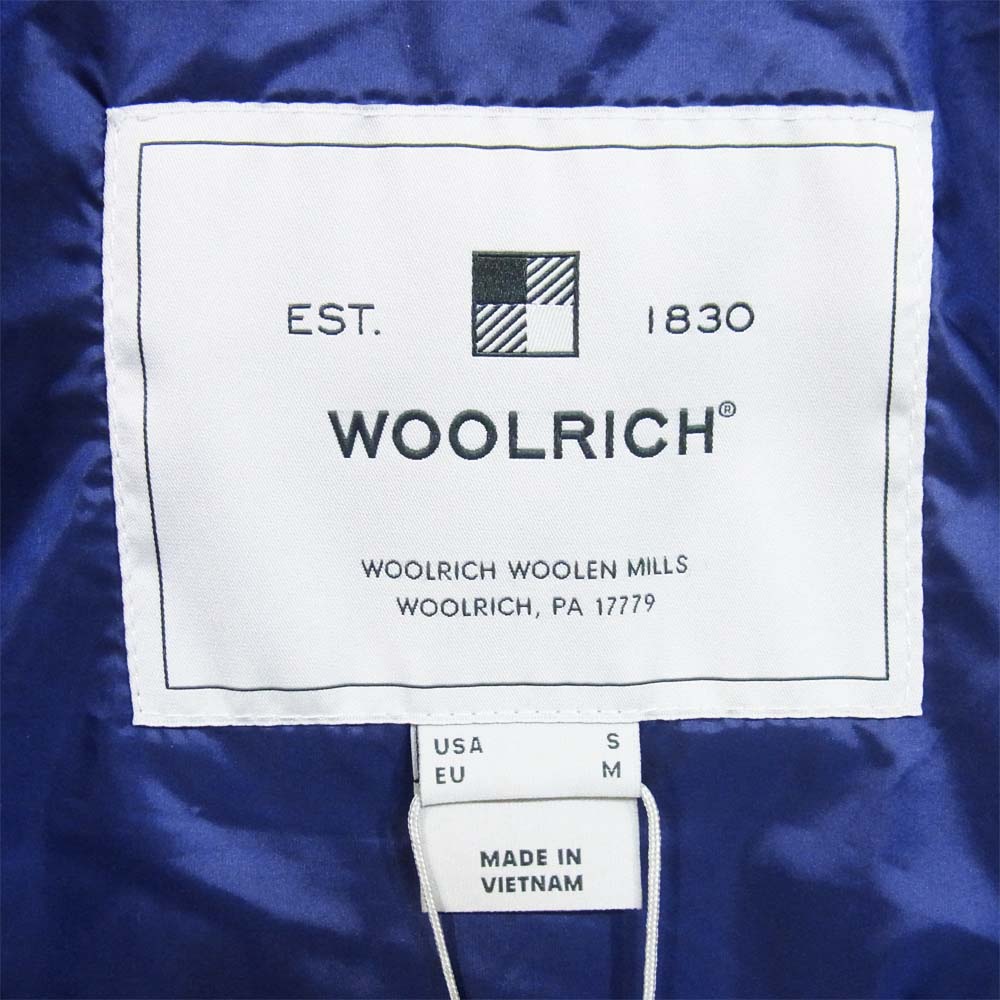 EST. 1830
WOOLRICH®
WOOLRICH WOOLEN MILLS
WOOLRICH, PA 17779
USA S
EU M
MADE IN
VIETNAM